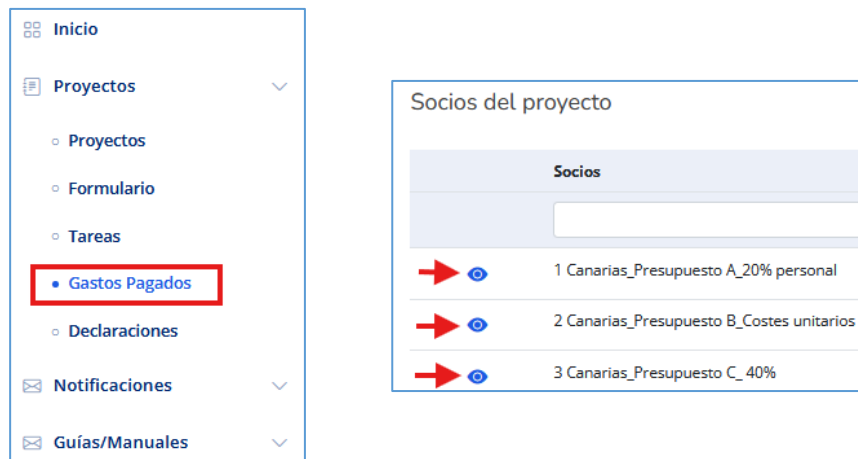 Inicio
Proyectos
Proyectos
Formulario
Tareas
Gastos Pagados
Declaraciones
Notificaciones
Guías/Manuales
Socios del proyecto
Socios
1 Canarias_Presupuesto A_20% personal
2 Canarias_Presupuesto B_Costes unitarios
3 Canarias_Presupuesto C_ 40%